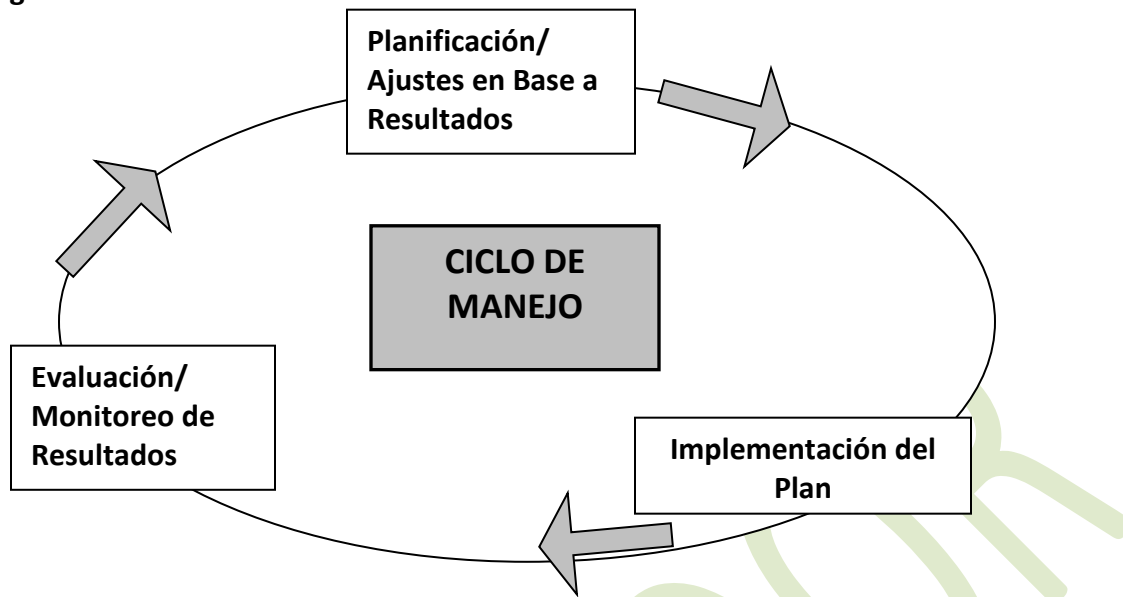 Planificación/
Ajustes en Base a
Resultados
CICLO DE
MANEJO
Evaluación/
Monitoreo de
Resultados
Implementación del
Plan